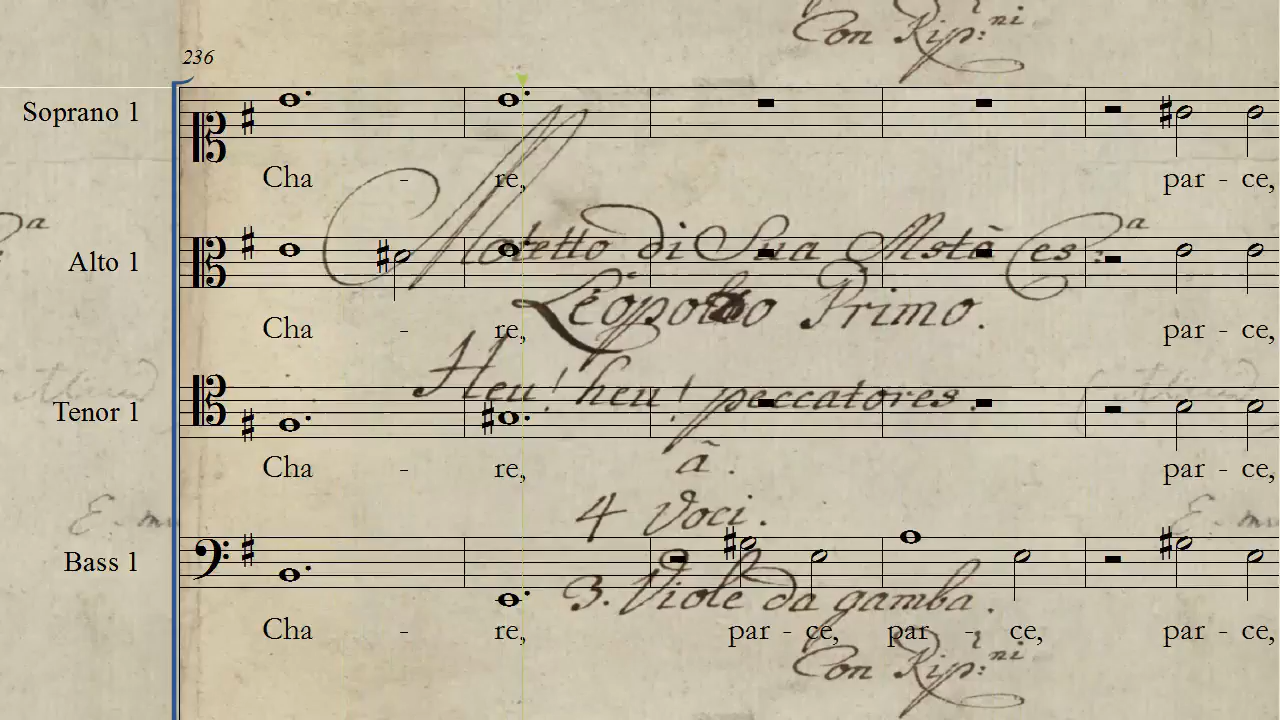 Con Rip:ni
236
Soprano 1
Cha - re, par - ce,
Motetto di Sua Mstà Ces:a
Alto 1
Leopoldo Primo.
Cha - re, par - ce,
Heu! heu! peccatores.
Tenor 1
Cha - re, par - ce,
â.
4 Voci.
Bass 1
3. Viole da gamba.
Cha - re, par - ce, par - ce, par - ce,
Con Rip:ni